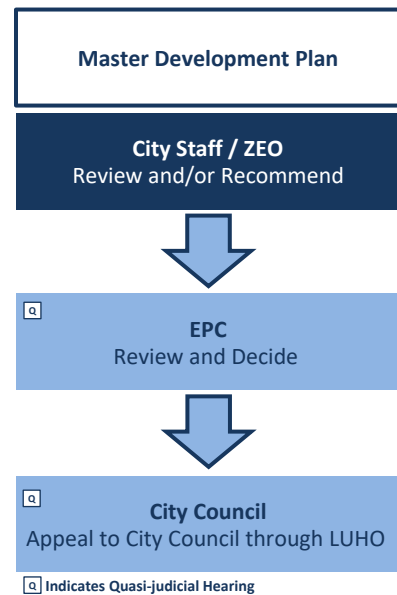 Master Development Plan
City Staff / ZEO
Review and/or Recommend
Q
EPC
Review and Decide
Q
City Council
Appeal to City Council through LUHO
Q Indicates Quasi-judicial Hearing